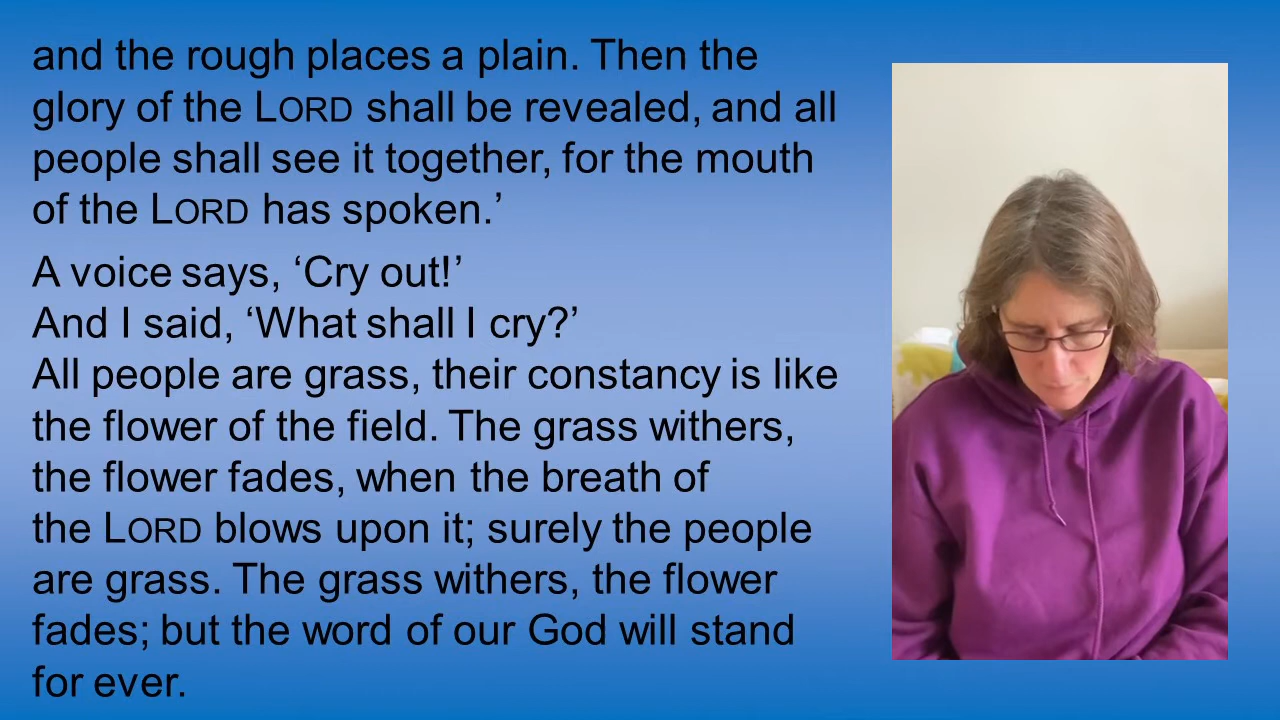 and the rough places a plain. Then the
glory of the LORD shall be revealed, and all
people shall see it together, for the mouth
of the LORD has spoken.’
A voice says, ‘Cry out!’
And I said, ‘What shall I cry?’
All people are grass, their constancy is like
the flower of the field. The grass withers,
the flower fades, when the breath of
the LORD blows upon it; surely the people
are grass. The grass withers, the flower
fades; but the word of our God will stand
for ever.